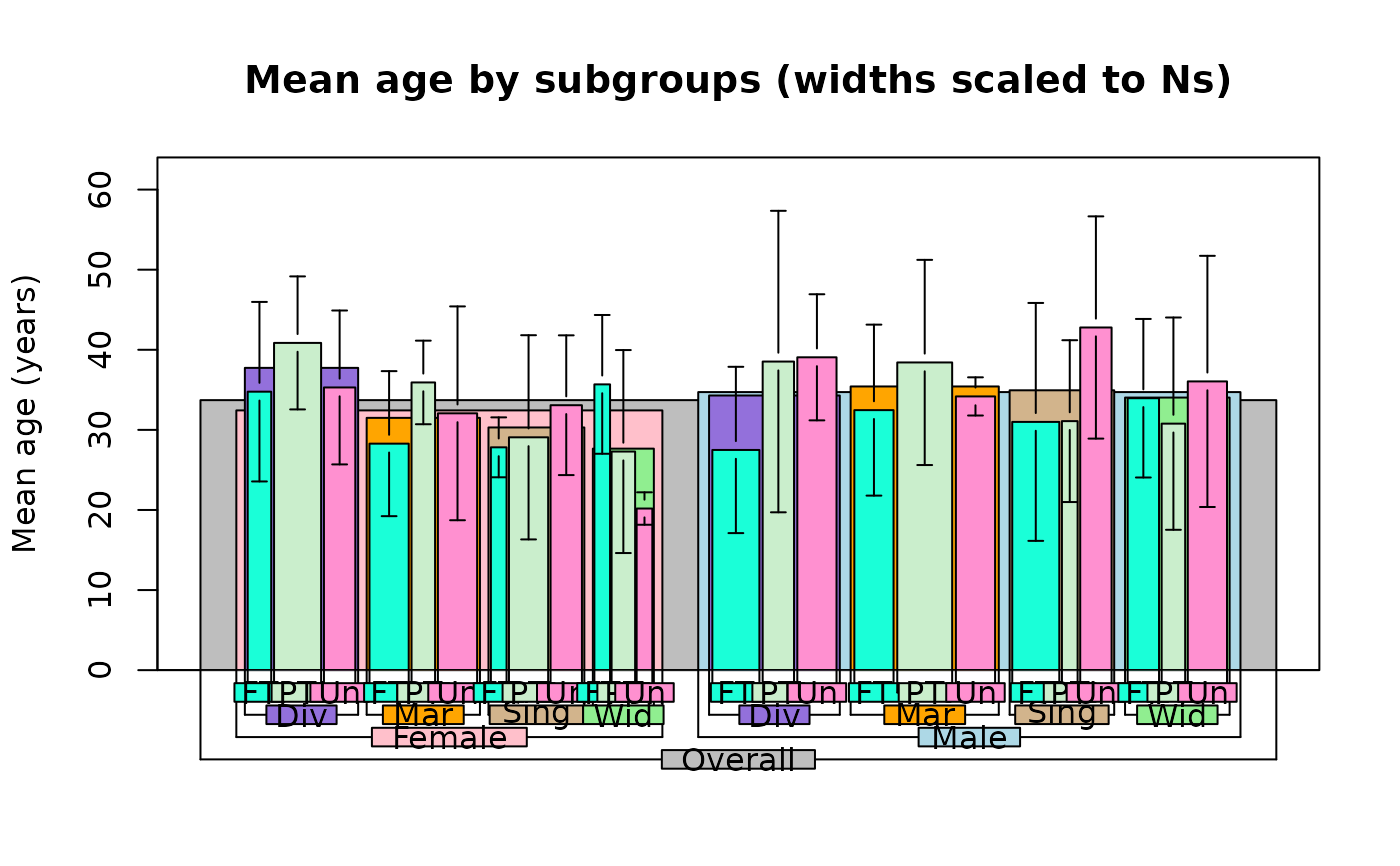 Mean age by subgroups (widths scaled to Ns)
Mean age (years)
60
50
40
30
20
10
0
FT PT Un FT PT Un FT PT Un FT PT Un FT PT Un FT PT Un FT PT Un FT PT Un
Div Mar Sing Wid Div Mar Sing Wid
Female Male
Overall